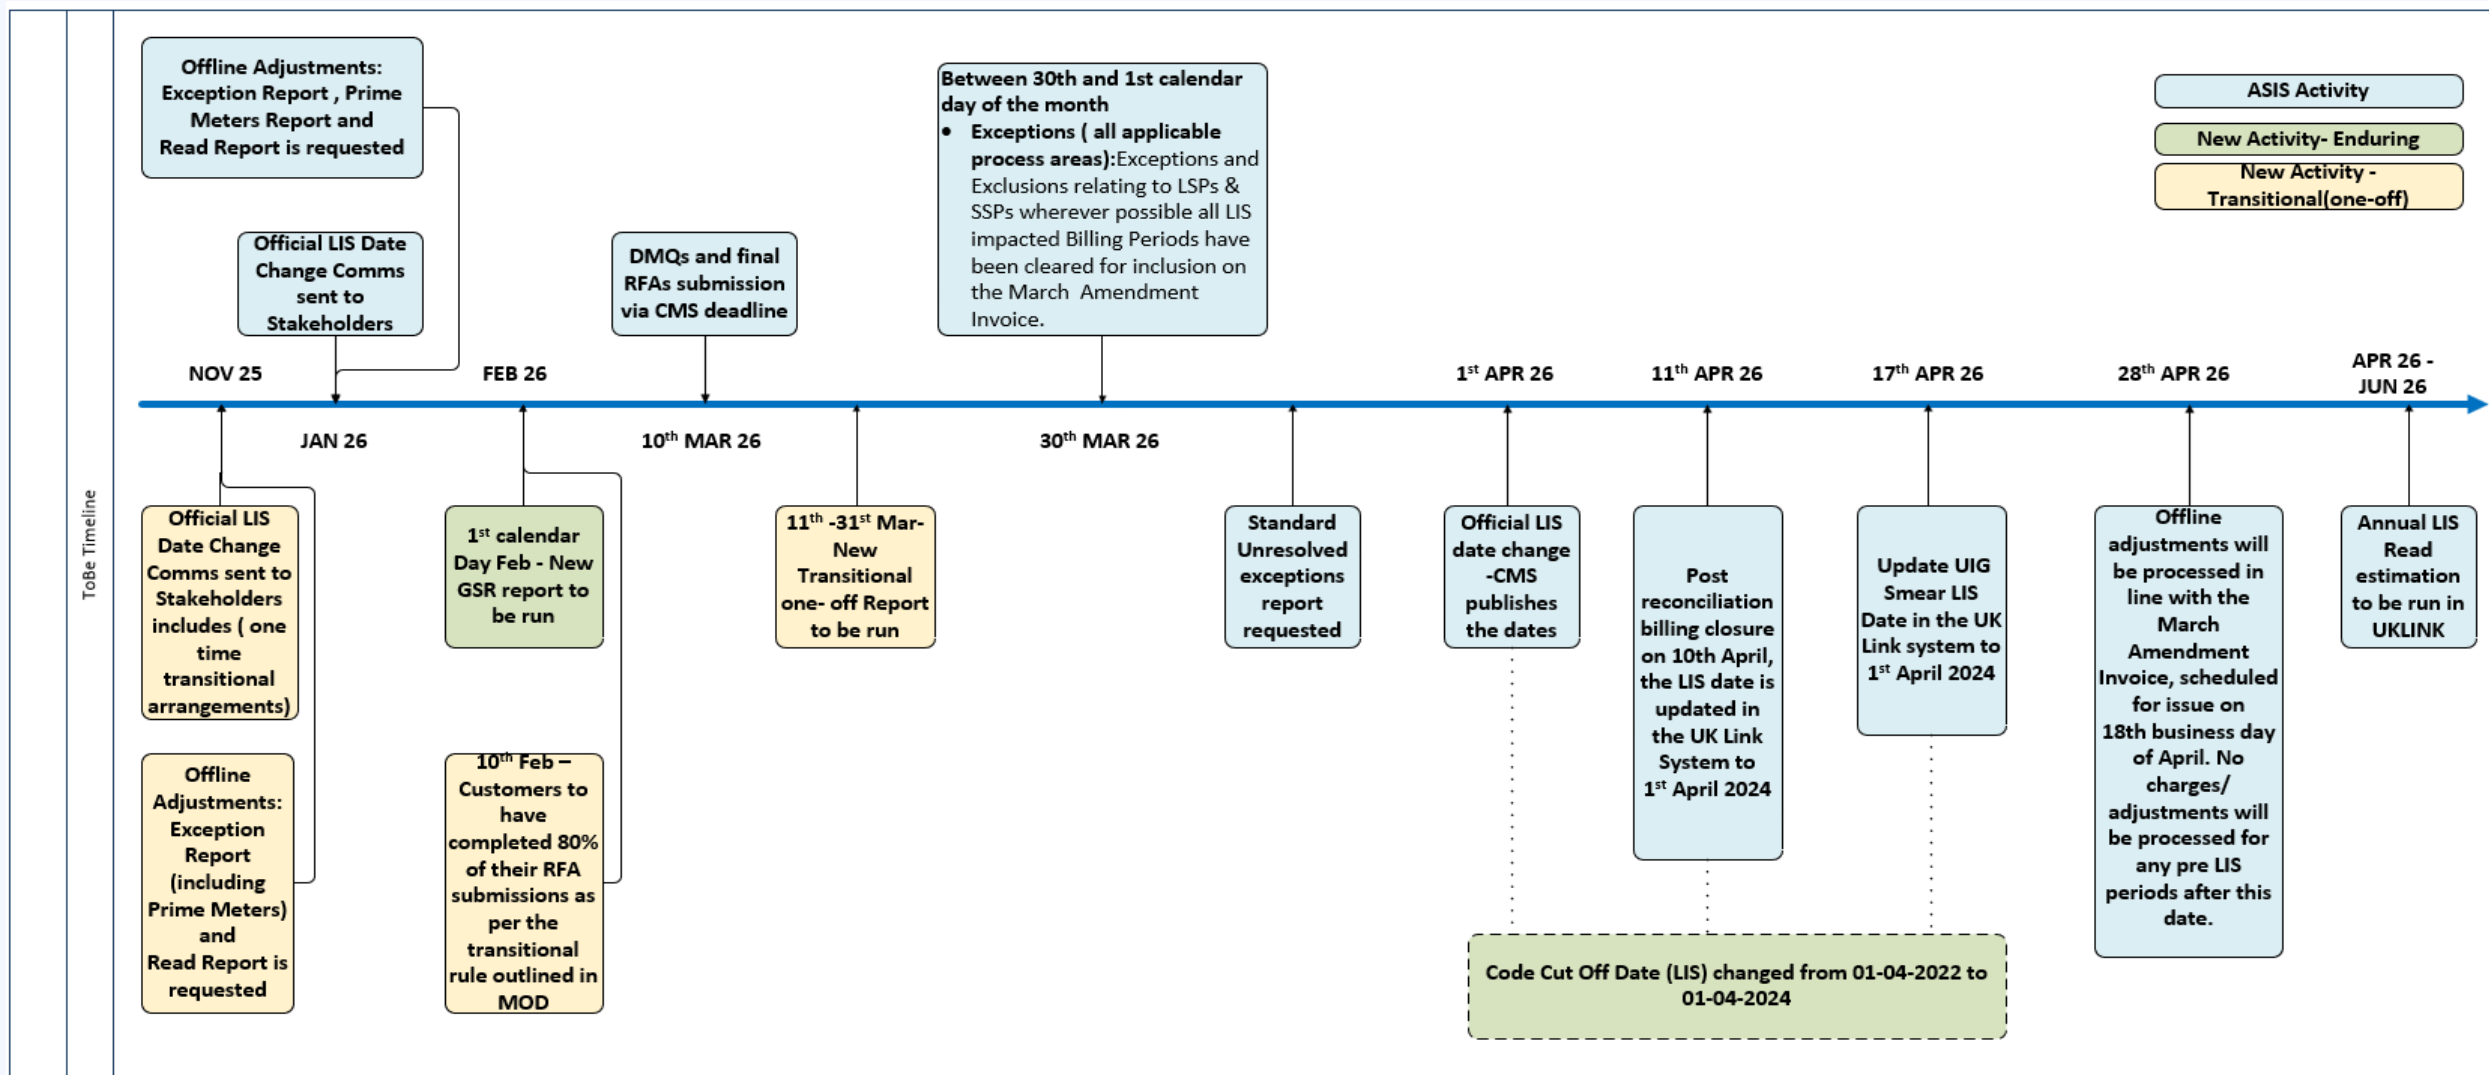 Offline Adjustments:
Exception Report , Prime
Meters Report and
Read Report is requested
Official LIS Date
Change Comms
sent to
Stakeholders
DMQs and final
RFAs submission
via CMS deadline
Between 30th and 1st calendar
day of the month
• Exceptions ( all applicable
process areas):Exceptions and
Exclusions relating to LSPs &
SSPs wherever possible all LIS
impacted Billing Periods have
been cleared for inclusion on
the March Amendment
Invoice.
ASIS Activity
New Activity- Enduring
New Activity -
Transitional(one-off)
NOV 25
JAN 26
FEB 26
10th MAR 26
30th MAR 26
1st APR 26
11th APR 26
17th APR 26
28th APR 26
APR 26 -
JUN 26
ToBe Timeline
Official LIS
Date Change
Comms sent to
Stakeholders
includes ( one
time
transitional
arrangements)
Offline
Adjustments:
Exception
Report
(including
Prime Meters)
and
Read Report is
requested
1st calendar
Day Feb - New
GSR report to
be run
10th Feb –
Customers to
have
completed 80%
of their RFA
submissions as
per the
transitional
rule outlined in
MOD
11th -31st Mar-
New
Transitional
one- off Report
to be run
Standard
Unresolved
exceptions
report
requested
Official LIS
date change
-CMS
publishes
the dates
Post
reconciliation
billing closure
on 10th April,
the LIS date is
updated in
the UK Link
System to
1st April 2024
Update UIG
Smear LIS
Date in the UK
Link system to
1st April 2024
Offline
adjustments will
be processed in
line with the
March
Amendment
Invoice, scheduled
for issue on
18th business day
of April. No
charges/
adjustments will
be processed for
any pre LIS
periods after this
date.
Annual LIS
Read
estimation
to be run in
UKLINK
Code Cut Off Date (LIS) changed from 01-04-2022 to
01-04-2024